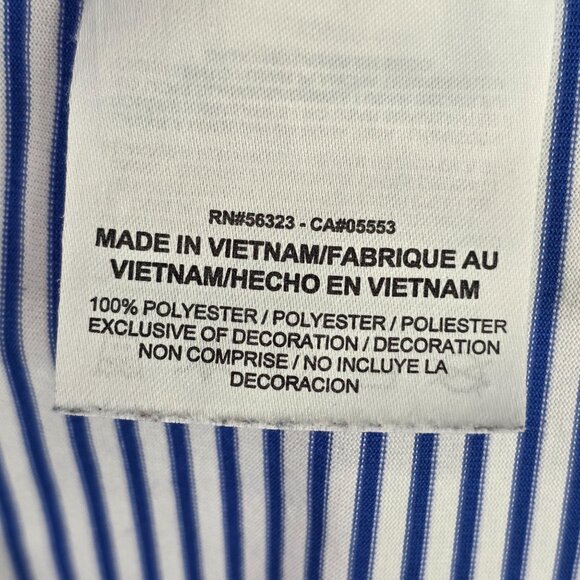 RN#56323 - CA#05553
MADE IN VIETNAM/FABRIQUE AU
VIETNAM/HECHO EN VIETNAM
100% POLYESTER / POLYESTER / POLIESTER
EXCLUSIVE OF DECORATION / DECORATION
NON COMPRISE / NO INCLUYE LA
DECORACION